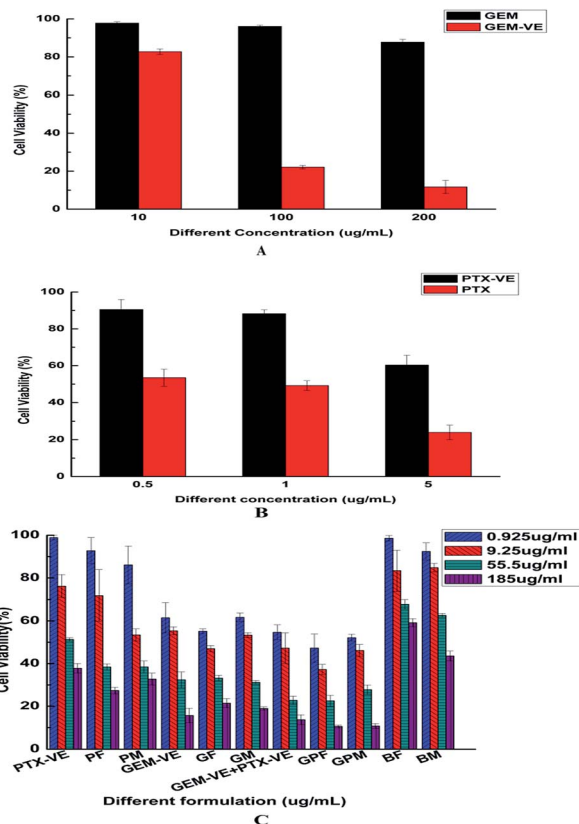 100
GEM
GEM-VE
80
60
40
20
0
Cell Viability (%)
10 100 200
Different Concentration (ug/mL)
A
100
PTX-VE
PTX
80
60
40
20
0
Cell Viability (%)
0.5 1 5
Different concentration (ug/mL)
B
100
0.925ug/ml
9.25ug/ml
55.5ug/ml
185ug/ml
80
60
40
20
0
Cell Viability(%)
PTX-VE PF PM GEM-VE GF GM GEM-VE+PTX-VE GPF GPM BF BM
Different formulation (ug/mL)
C